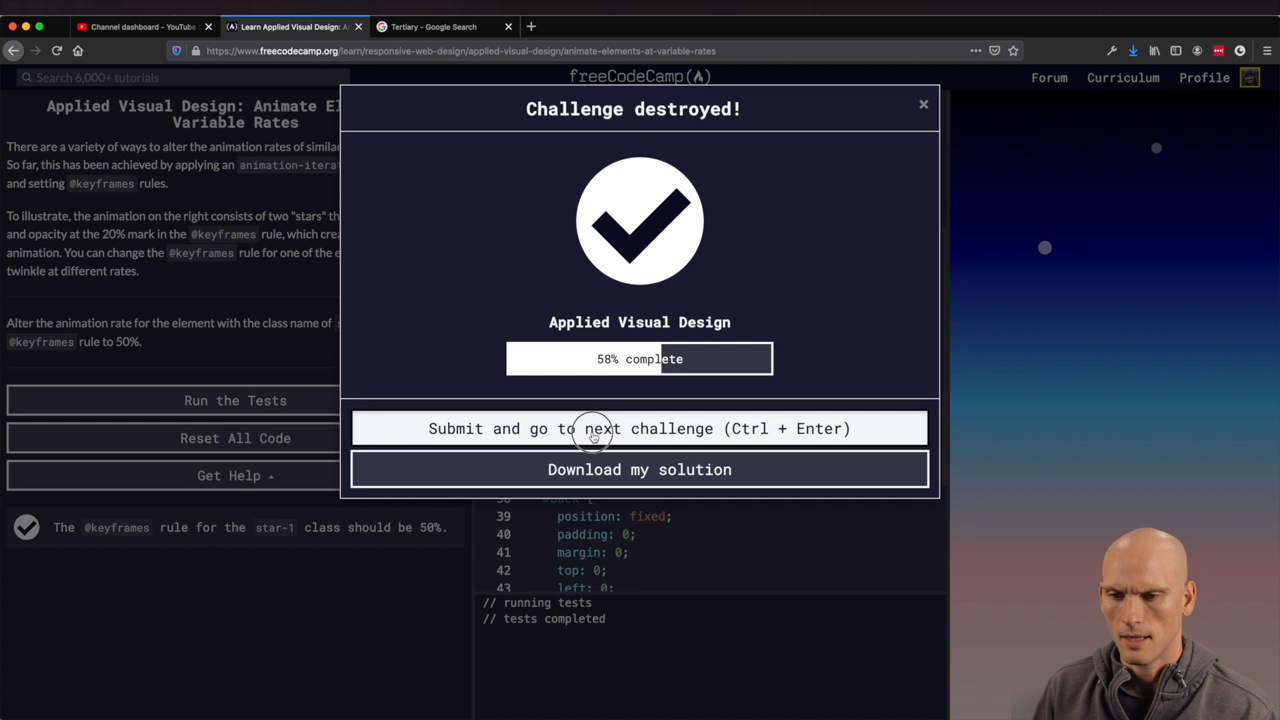 Channel dashboard - YouTube
Learn Applied Visual Design: A
Tertiary - Google Search
https://www.freecodecamp.org/learn/responsive-web-design/applied-visual-design/animate-elements-at-variable-rates
Search 6,000+ tutorials
freeCodeCamp
Forum
Curriculum
Profile
Applied Visual Design: Animate El
Variable Rates
There are a variety of ways to alter the animation rates of similar
So far, this has been achieved by applying an animation-iterat
and setting @keyframes rules.
To illustrate, the animation on the right consists of two "stars" th
and opacity at the 20% mark in the @keyframes rule, which crea
animation. You can change the @keyframes rule for one of the e
twinkle at different rates.
Alter the animation rate for the element with the class name of
@keyframes rule to 50%.
Run the Tests
Reset All Code
Get Help
The @keyframes rule for the star-1 class should be 50%.
Challenge destroyed!
×
Applied Visual Design
58% complete
Submit and go to next challenge (Ctrl + Enter)
Download my solution
38 #back {
39 position: fixed;
40 padding: 0;
41 margin: 0;
42 top: 0;
43 left: 0;
// running tests
// tests completed